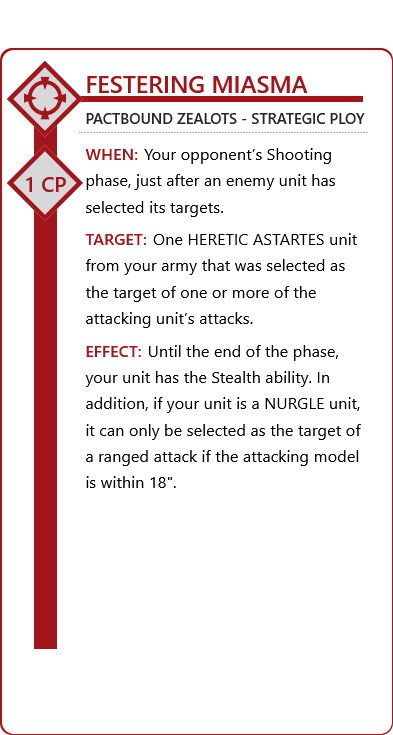 FESTERING MIASMA
PACTBOUND ZEALOTS - STRATEGIC PLOY
1 CP
WHEN: Your opponent’s Shooting
phase, just after an enemy unit has
selected its targets.
TARGET: One HERETIC ASTARTES unit
from your army that was selected as
the target of one or more of the
attacking unit’s attacks.
EFFECT: Until the end of the phase,
your unit has the Stealth ability. In
addition, if your unit is a NURGLE unit,
it can only be selected as the target of
a ranged attack if the attacking model
is within 18".